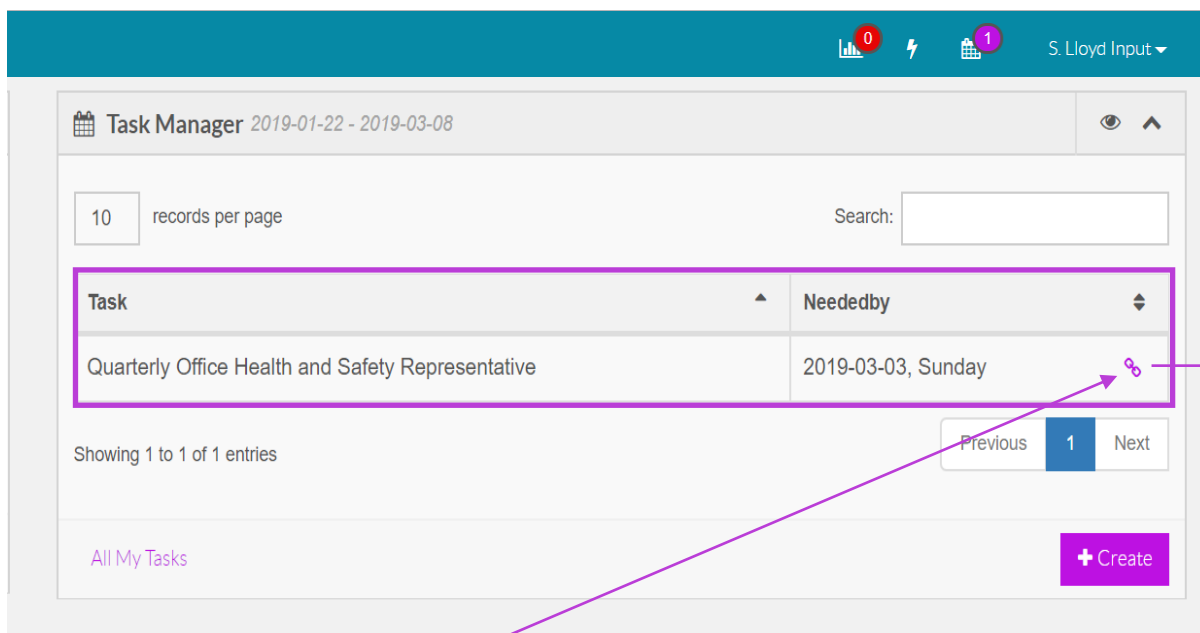 0 1 S. Lloyd Input
Task Manager 2019-01-22 - 2019-03-08
10 records per page Search:
Task Neededby
Quarterly Office Health and Safety Representative 2019-03-03, Sunday
Showing 1 to 1 of 1 entries Previous 1 Next
All My Tasks Create